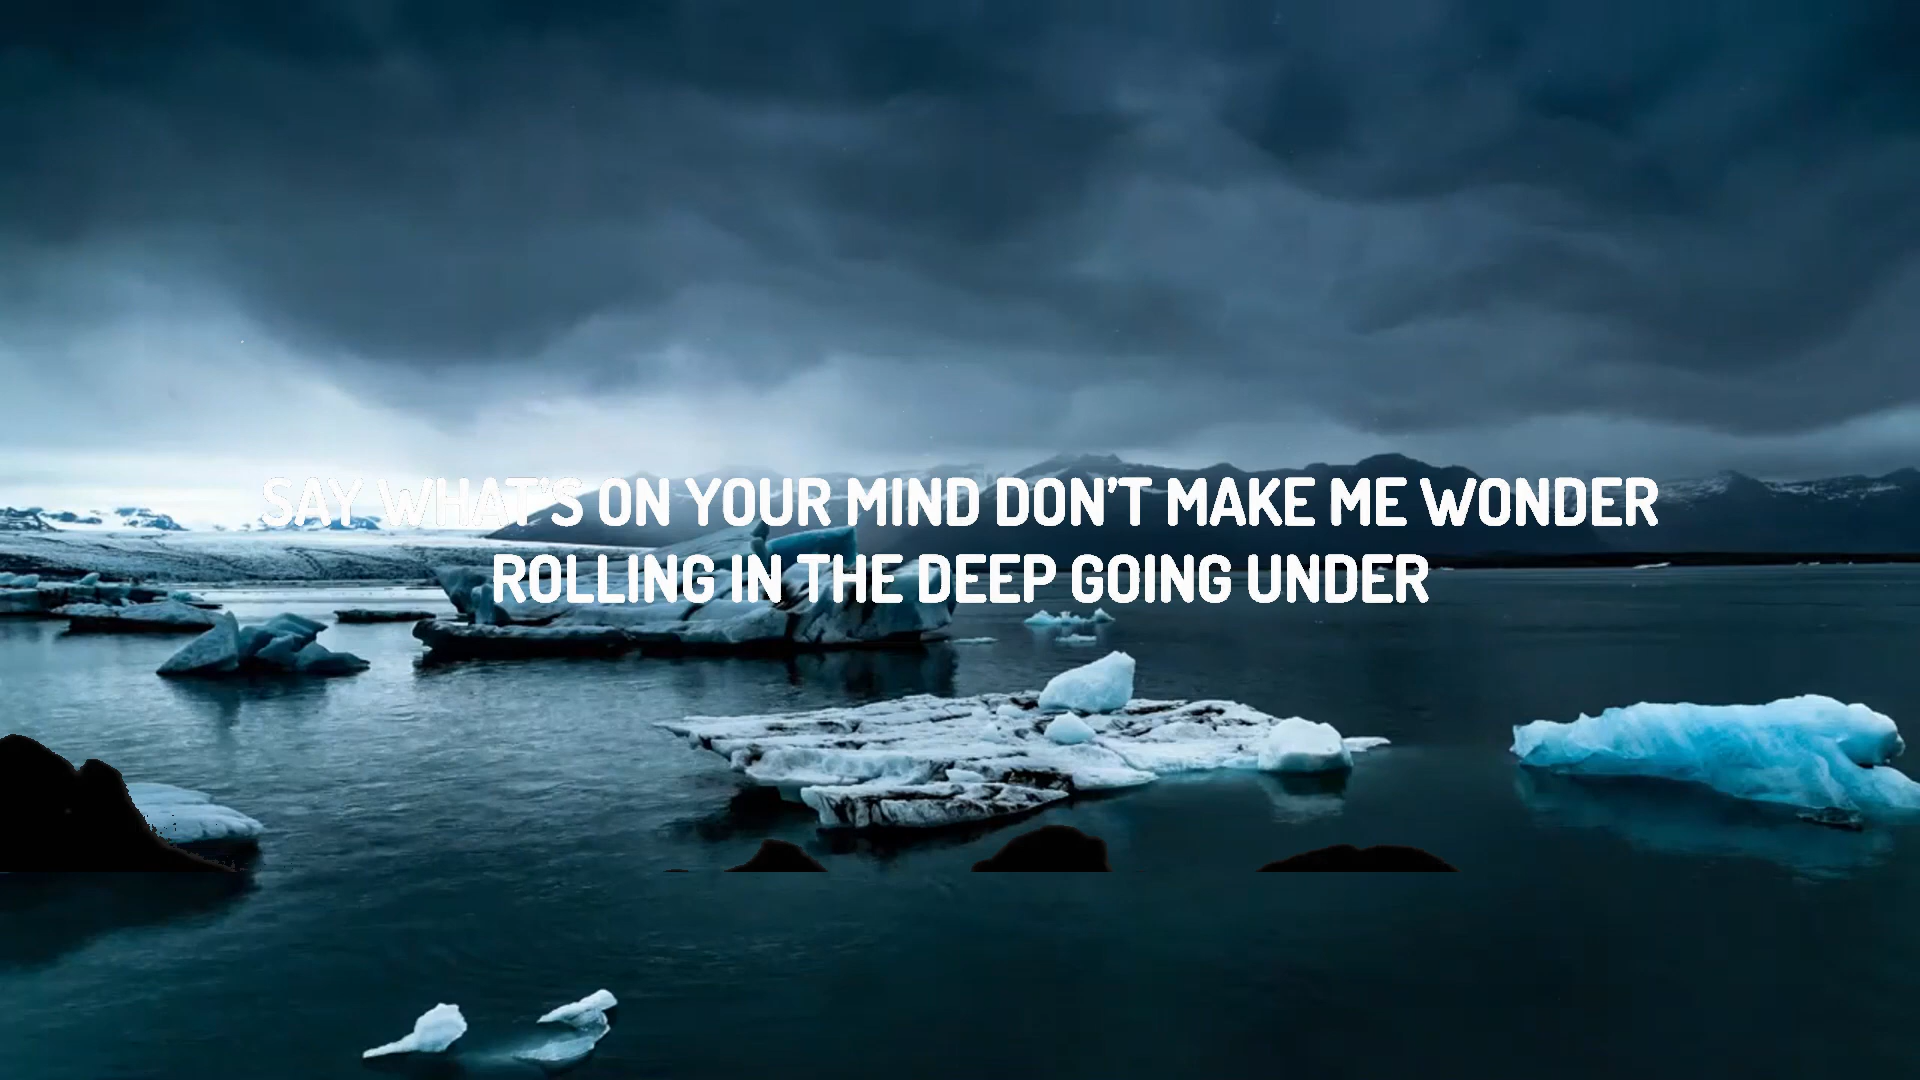 SAY WHAT'S ON YOUR MIND DON'T MAKE ME WONDER
ROLLING IN THE DEEP GOING UNDER